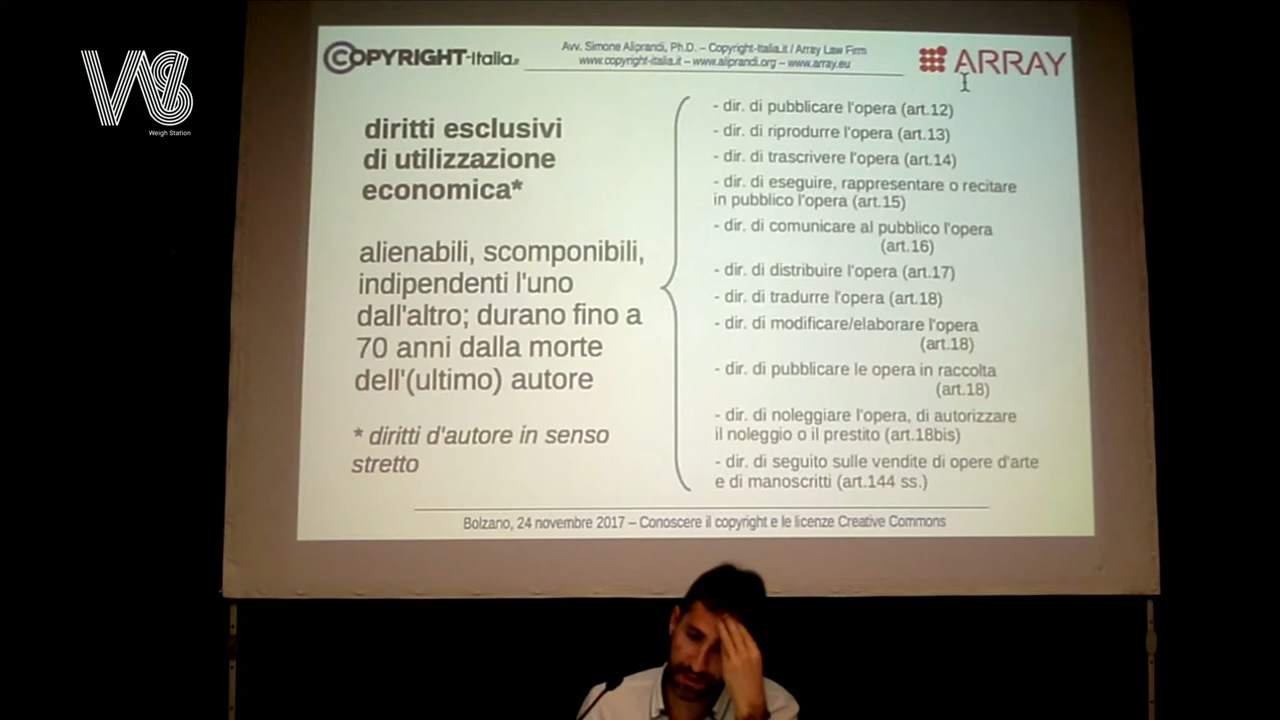 WS
Weigh Station
COPYRIGHT-Italia.it
Avv. Simone Aliprandi, Ph.D. – Copyright-Italia.it / Array Law Firm
www.copyright-italia.it – www.aliprandi.org – www.array.eu
ARRAY
diritti esclusivi
di utilizzazione
economica*
alienabili, scomponibili,
indipendenti l'uno
dall'altro; durano fino a
70 anni dalla morte
dell'(ultimo) autore
* diritti d'autore in senso
stretto
- dir. di pubblicare l'opera (art.12)
- dir. di riprodurre l'opera (art.13)
- dir. di trascrivere l'opera (art.14)
- dir. di eseguire, rappresentare o recitare
in pubblico l'opera (art.15)
- dir. di comunicare al pubblico l'opera
(art.16)
- dir. di distribuire l'opera (art.17)
- dir. di tradurre l'opera (art.18)
- dir. di modificare/elaborare l'opera
(art.18)
- dir. di pubblicare le opera in raccolta
(art.18)
- dir. di noleggiare l'opera, di autorizzare
il noleggio o il prestito (art.18bis)
- dir. di seguito sulle vendite di opere d'arte
e di manoscritti (art.144 ss.)
Bolzano, 24 novembre 2017 – Conoscere il copyright e le licenze Creative Commons